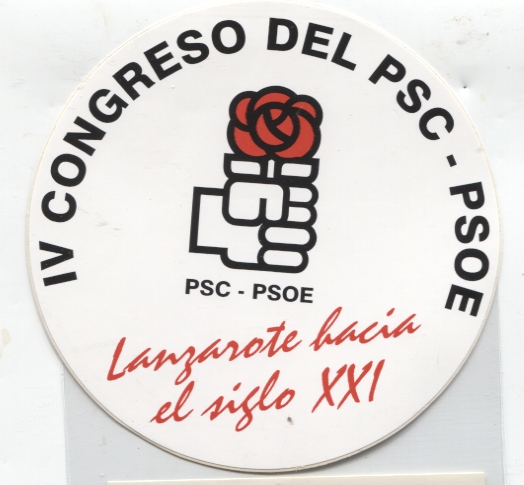 IV CONGRESO DEL PSC - PSOE
PSC - PSOE
Lanzarote hacia
el siglo XXI